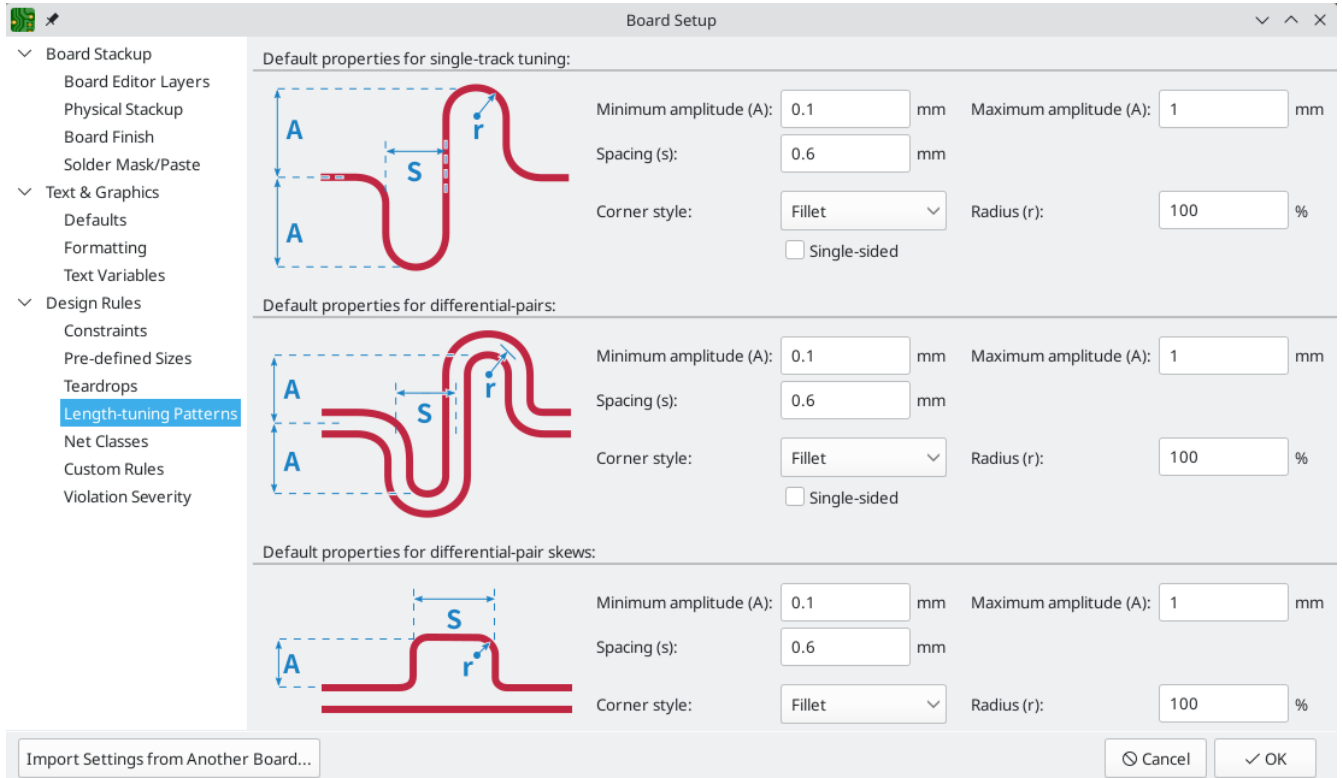 Board Setup
Board Stackup
Board Editor Layers
Physical Stackup
Board Finish
Solder Mask/Paste
Text & Graphics
Defaults
Formatting
Text Variables
Design Rules
Constraints
Pre-defined Sizes
Teardrops
Length-tuning Patterns
Net Classes
Custom Rules
Violation Severity
Default properties for single-track tuning:
A
A
S
r
Minimum amplitude (A): 0.1 mm Maximum amplitude (A): 1 mm
Spacing (s): 0.6 mm
Corner style: Fillet Radius (r): 100 %
Single-sided
Default properties for differential-pairs:
A
A
S
r
Minimum amplitude (A): 0.1 mm Maximum amplitude (A): 1 mm
Spacing (s): 0.6 mm
Corner style: Fillet Radius (r): 100 %
Single-sided
Default properties for differential-pair skews:
S
A
r
Minimum amplitude (A): 0.1 mm Maximum amplitude (A): 1 mm
Spacing (s): 0.6 mm
Corner style: Fillet Radius (r): 100 %
Import Settings from Another Board...
Cancel
OK